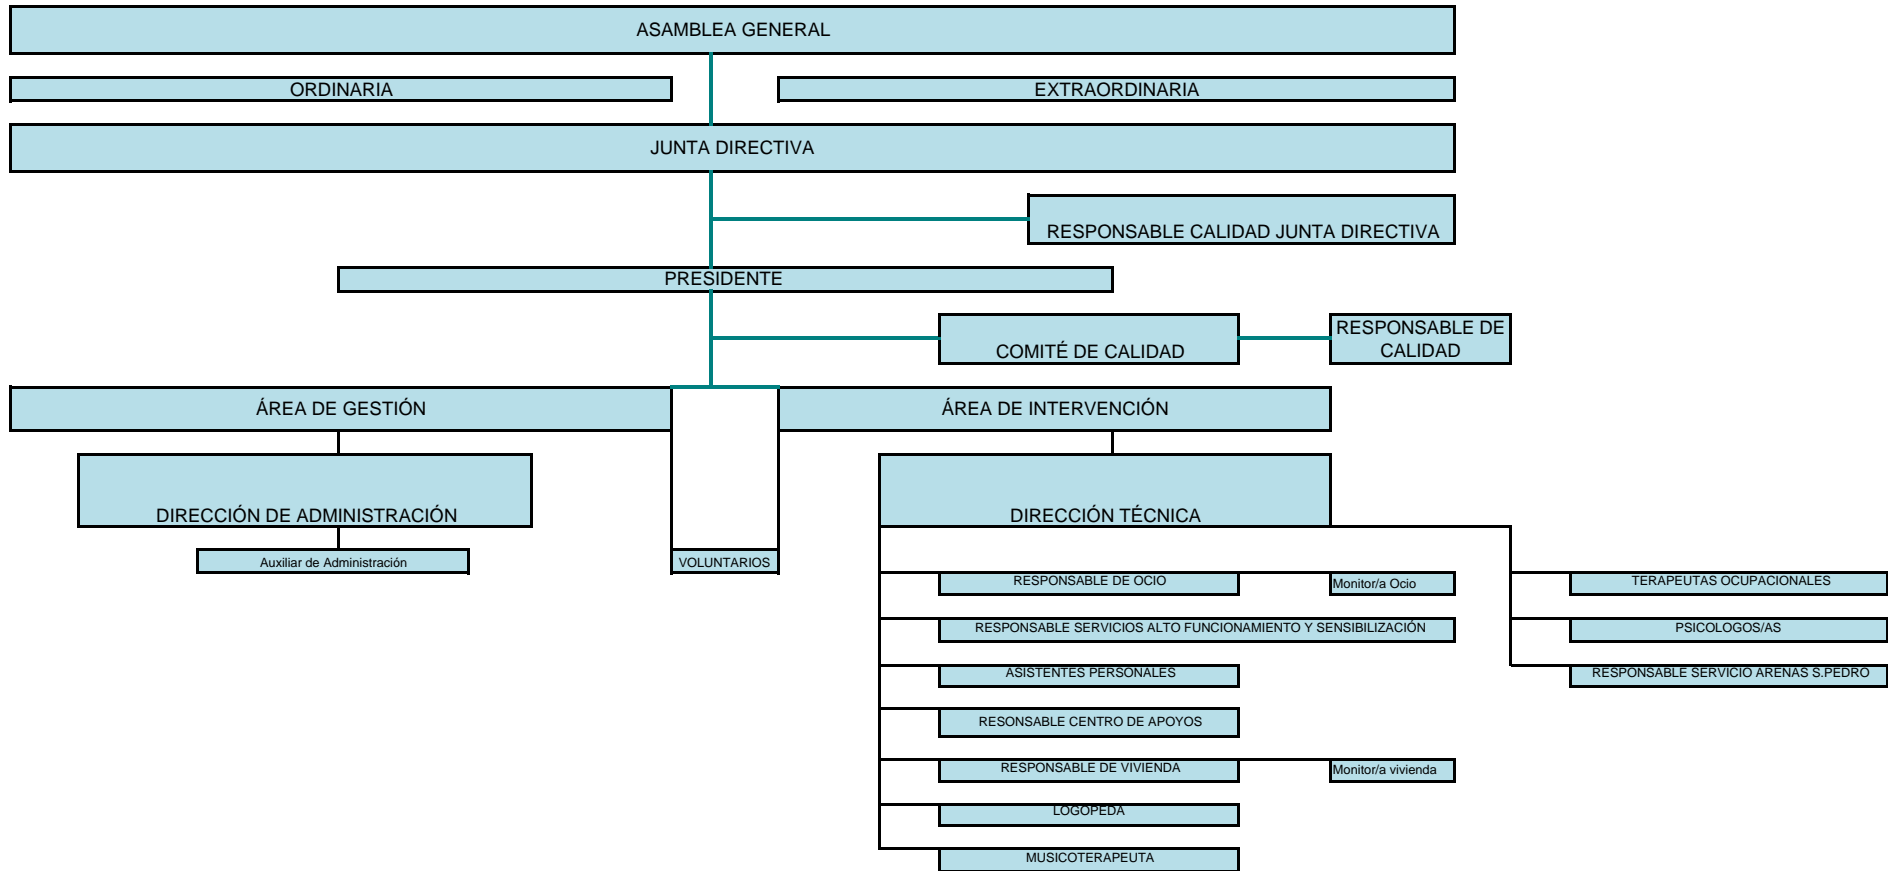 ASAMBLEA GENERAL
ORDINARIA
EXTRAORDINARIA
JUNTA DIRECTIVA
RESPONSABLE CALIDAD JUNTA DIRECTIVA
PRESIDENTE
COMITÉ DE CALIDAD
RESPONSABLE DE
CALIDAD
ÁREA DE GESTIÓN
ÁREA DE INTERVENCIÓN
DIRECCIÓN DE ADMINISTRACIÓN
DIRECCIÓN TÉCNICA
Auxiliar de Administración
VOLUNTARIOS
RESPONSABLE DE OCIO
Monitor/a Ocio
TERAPEUTAS OCUPACIONALES
RESPONSABLE SERVICIOS ALTO FUNCIONAMIENTO Y SENSIBILIZACIÓN
PSICOLOGOS/AS
ASISTENTES PERSONALES
RESPONSABLE SERVICIO ARENAS S.PEDRO
RESONSABLE CENTRO DE APOYOS
RESPONSABLE DE VIVIENDA
Monitor/a vivienda
LOGOPEDA
MUSICOTERAPEUTA